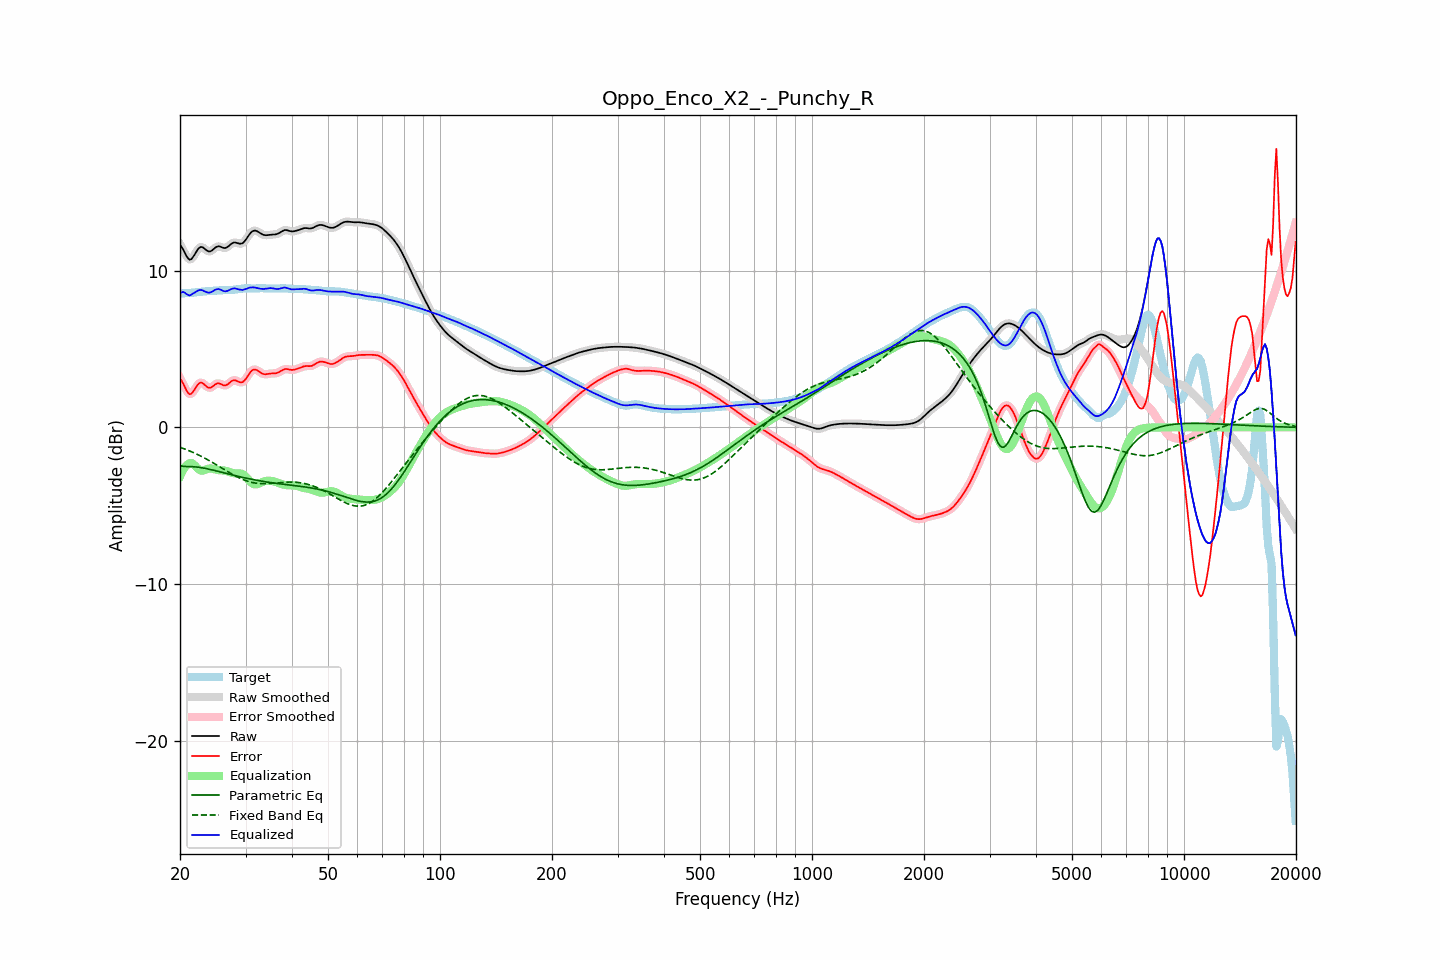 Oppo_Enco_X2_-_Punchy_R
Amplitude (dBr)
10
0
−10
−20
Target
Raw Smoothed
Error Smoothed
Raw
Error
Equalization
Parametric Eq
Fixed Band Eq
Equalized
20 50 100 200 500 1000 2000 5000 10000 20000
Frequency (Hz)